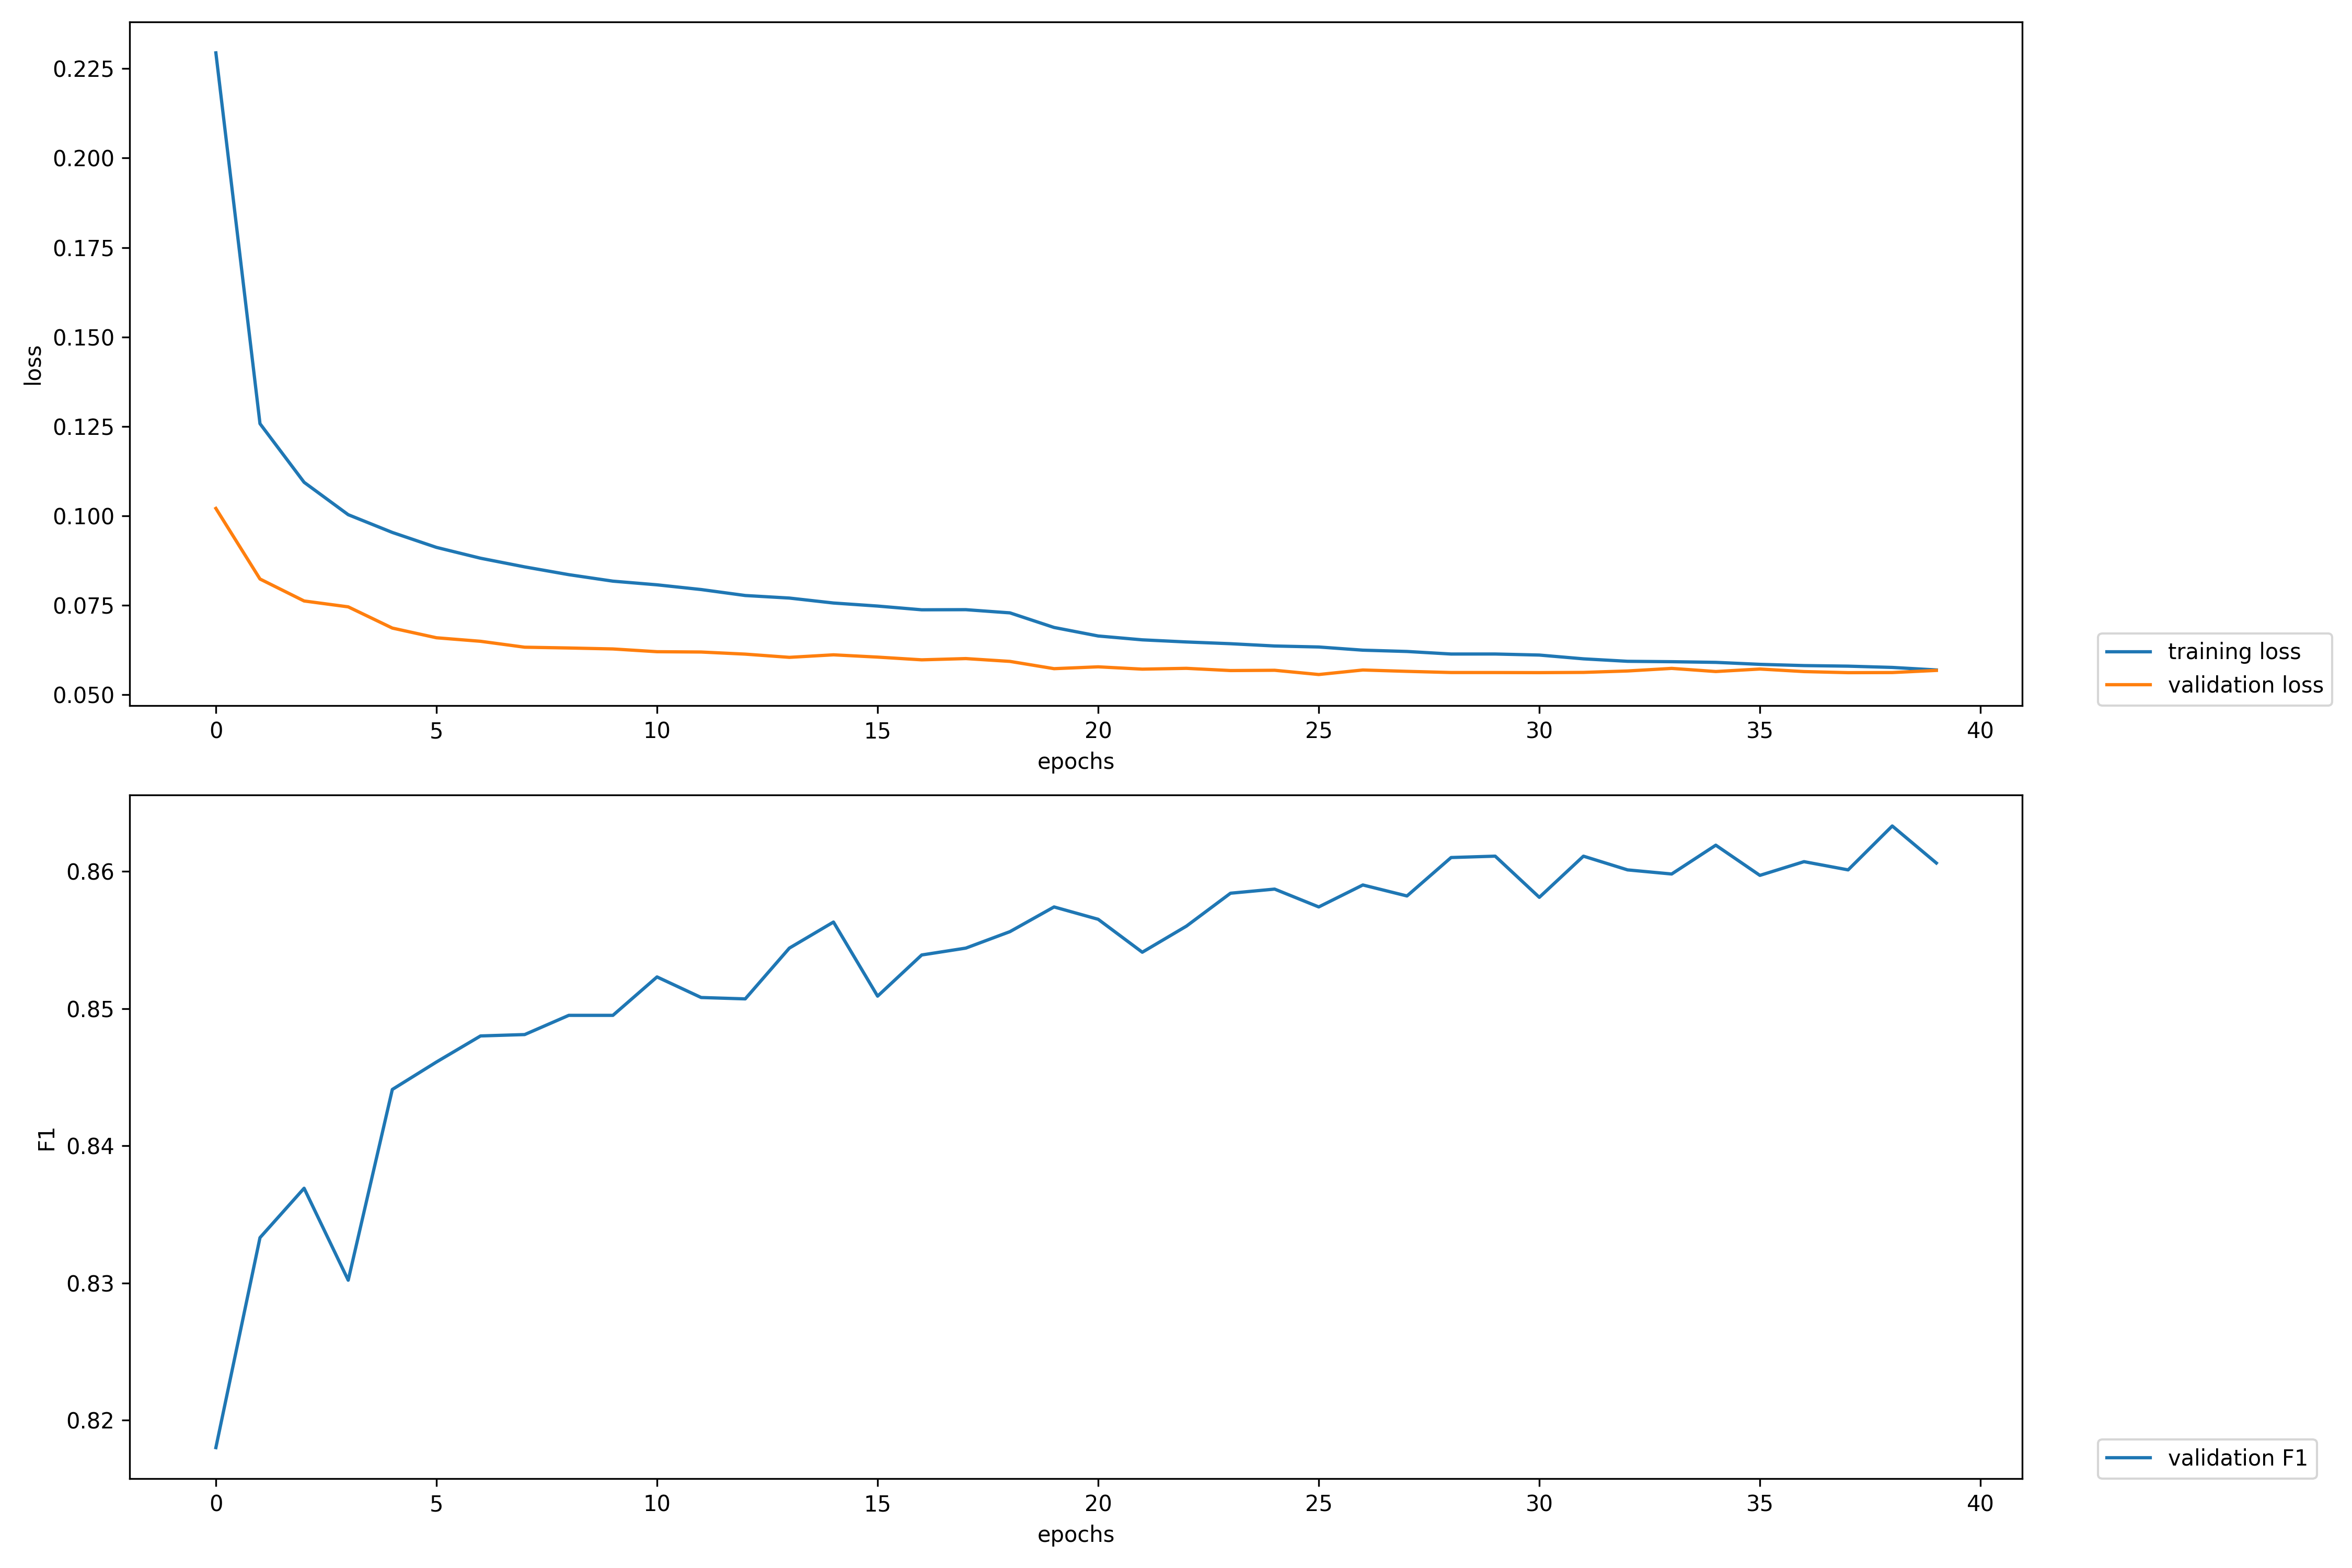 0.225
0.200
0.175
0.150
0.125
0.100
0.075
0.050
loss
0 5 10 15 20 25 30 35 40
epochs
training loss
validation loss
0.86
0.85
0.84
0.83
0.82
F1
0 5 10 15 20 25 30 35 40
epochs
validation F1